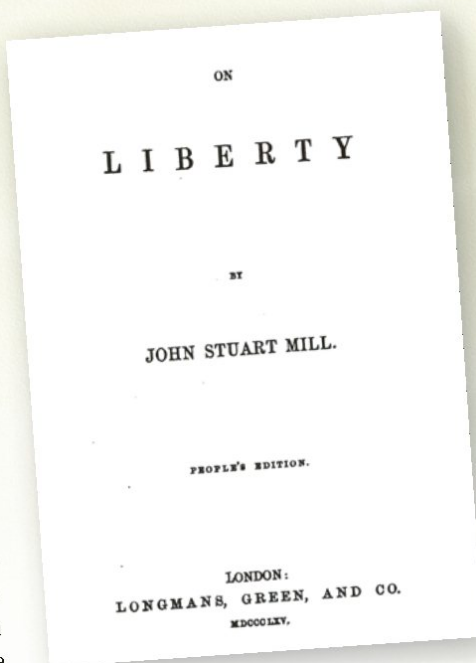 ON
LIBERTY
BY
JOHN STUART MILL.
PEOPLE'S EDITION.
LONDON:
LONGMANS, GREEN, AND CO.
MDCCCLXV.